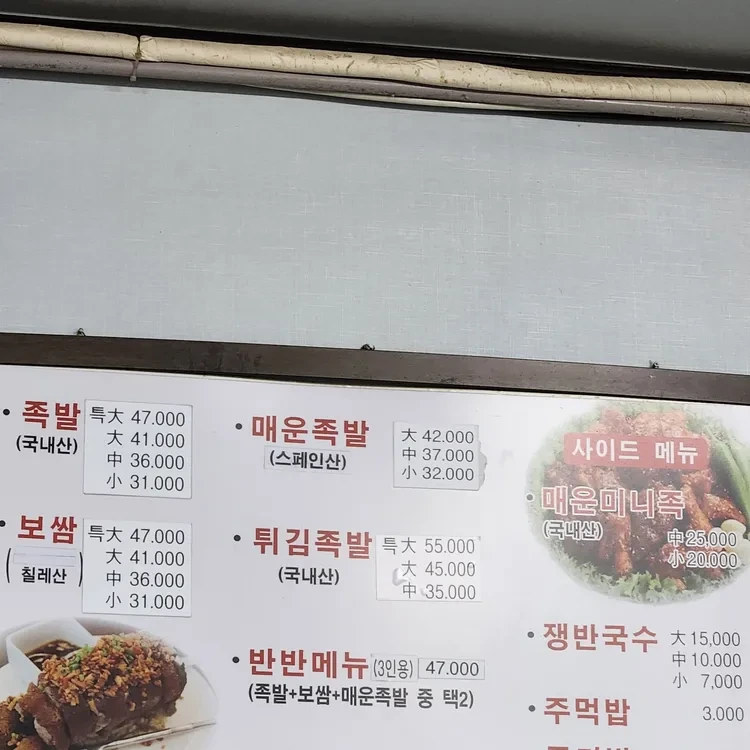 • 족발 특大 47.000
(국내산) 大 41.000
中 36.000
小 31.000
• 보쌈 특大 47.000
( 칠레산 ) 大 41.000
中 36.000
小 31.000
• 매운족발 大 42.000
(스페인산) 中 37.000
小 32.000
• 튀김족발 특大 55.000
(국내산) 大 45.000
中 35.000
• 반반메뉴 (3인용) 47.000
(족발+보쌈+매운족발 중 택2)
사이드 메뉴
• 매운미니족
(국내산) 中 25.000
小 20.000
• 쟁반국수 大 15,000
中 10.000
小 7,000
• 주먹밥 3.000